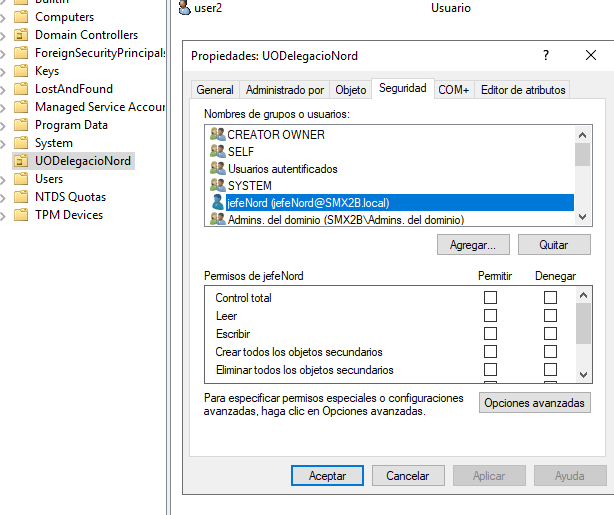 Builtin
Computers
Domain Controllers
ForeignSecurityPrincipals
Keys
LostAndFound
Managed Service Accour
Program Data
System
UODelegacioNord
Users
NTDS Quotas
TPM Devices
user2 Usuario
Propiedades: UODelegacioNord ? ×
General Administrado por Objeto Seguridad COM+ Editor de atributos
Nombres de grupos o usuarios:
CREATOR OWNER
SELF
Usuarios autentificados
SYSTEM
jefeNord (jefeNord@SMX2B.local)
Admins. del dominio (SMX2B\Admins. del dominio)
Agregar... Quitar
Permisos de jefeNord Permitir Denegar
Control total
Leer
Escribir
Crear todos los objetos secundarios
Eliminar todos los objetos secundarios
Para especificar permisos especiales o configuraciones
avanzadas, haga clic en Opciones avanzadas.
Opciones avanzadas
Aceptar Cancelar Aplicar Ayuda